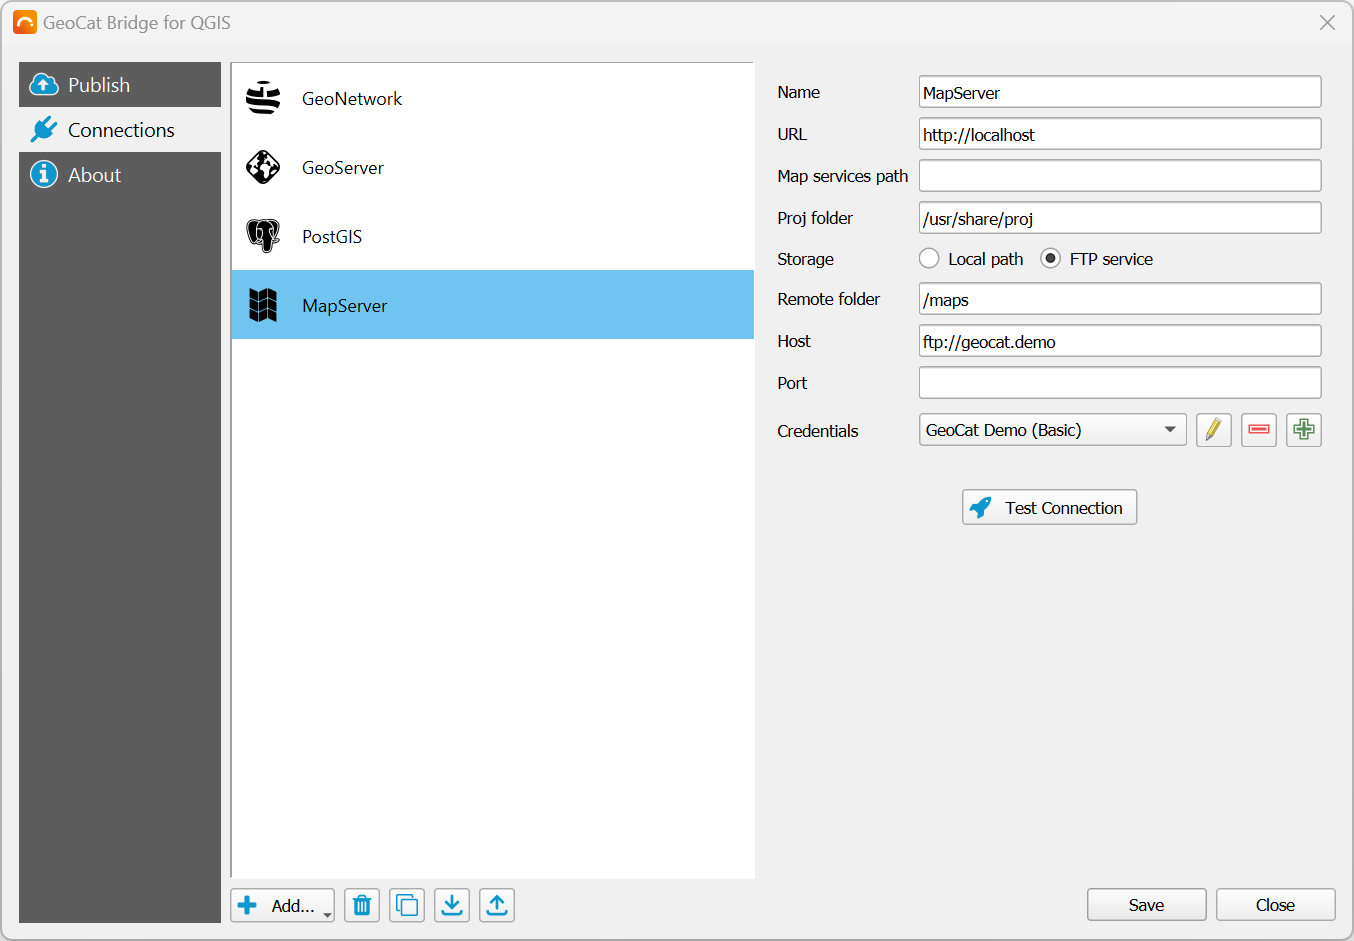 GeoCat Bridge for QGIS
Publish
Connections
About
GeoNetwork
GeoServer
PostGIS
MapServer
Name MapServer
URL http://localhost
Map services path
Proj folder /usr/share/proj
Storage Local path FTP service
Remote folder /maps
Host ftp://geocat.demo
Port
Credentials GeoCat Demo (Basic)
Test Connection
Add...
Save Close